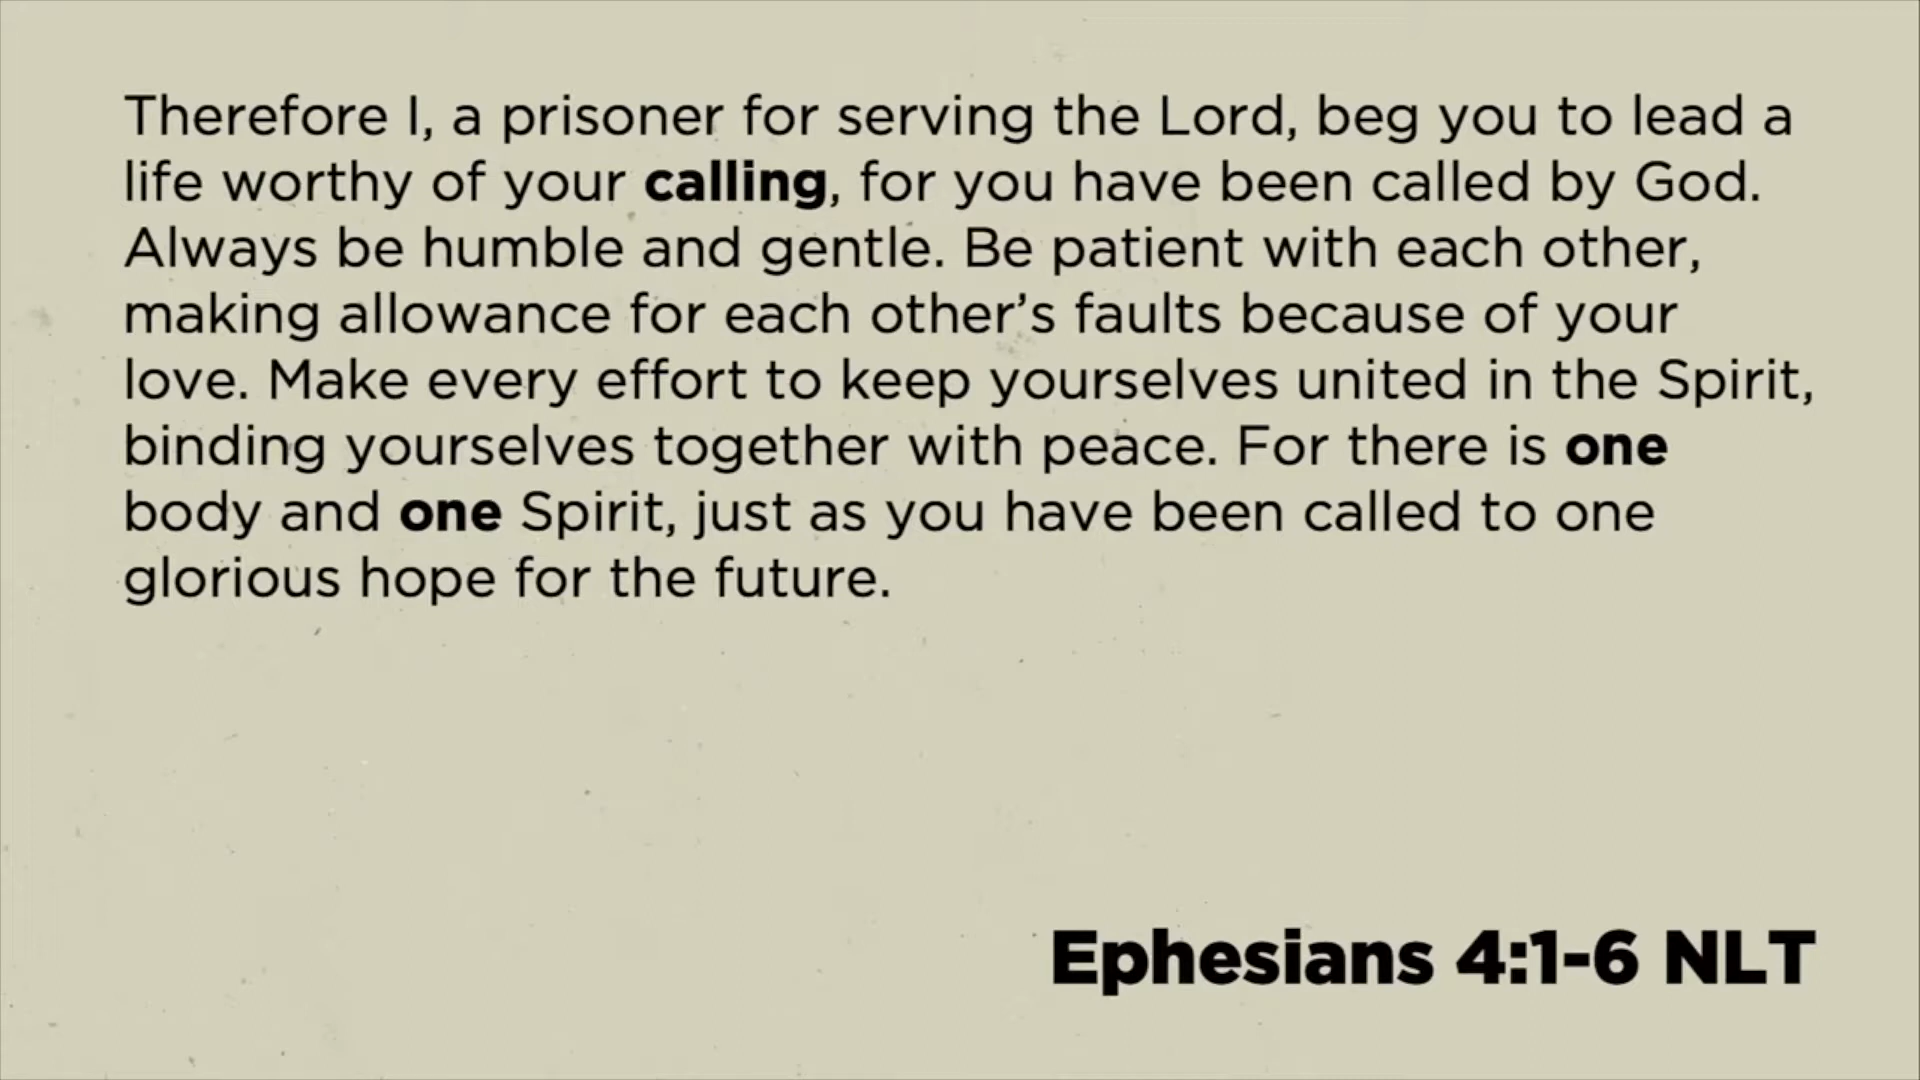 Therefore I, a prisoner for serving the Lord, beg you to lead a
life worthy of your calling, for you have been called by God.
Always be humble and gentle. Be patient with each other,
making allowance for each other’s faults because of your
love. Make every effort to keep yourselves united in the Spirit,
binding yourselves together with peace. For there is one
body and one Spirit, just as you have been called to one
glorious hope for the future.
Ephesians 4:1-6 NLT